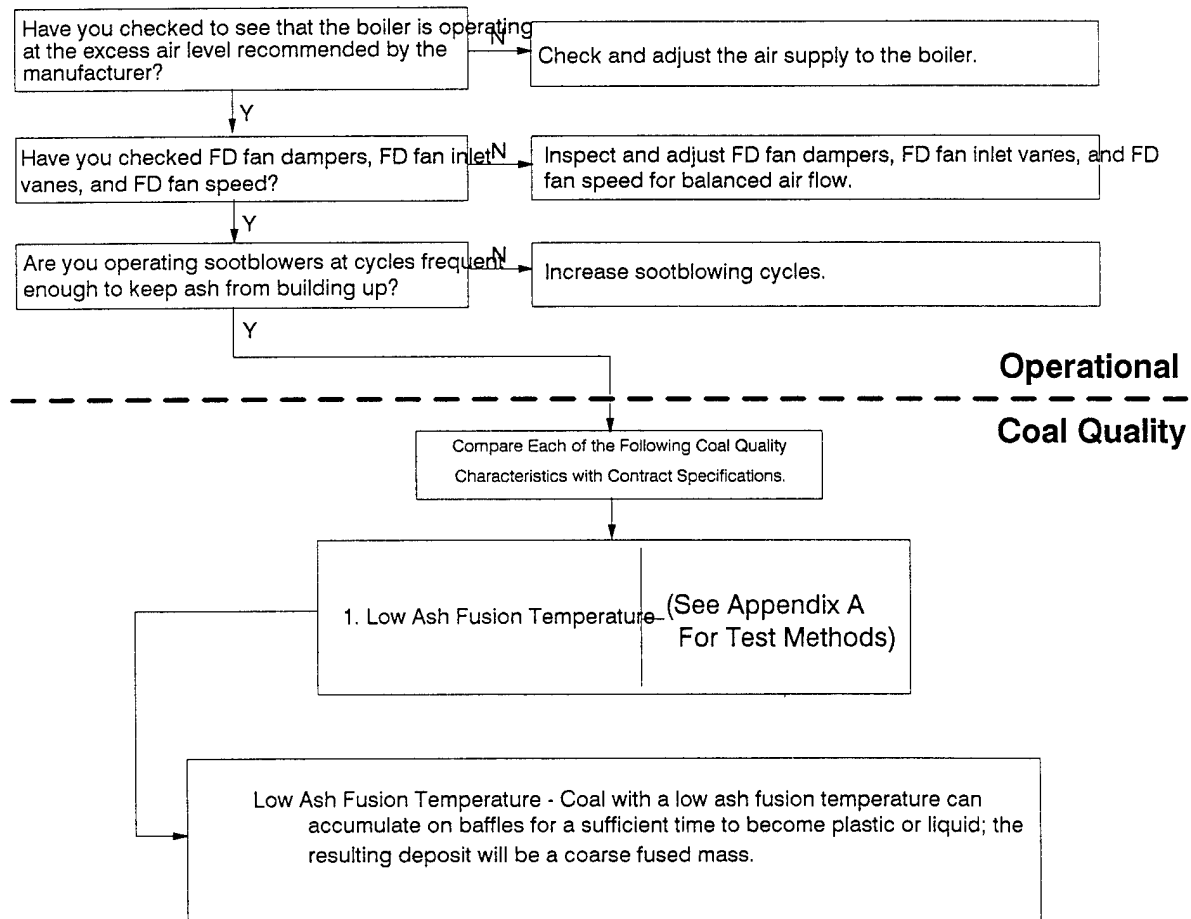 Have you checked to see that the boiler is operating
at the excess air level recommended by the
manufacturer?
N
Check and adjust the air supply to the boiler.
Y
Have you checked FD fan dampers, FD fan inlet
vanes, and FD fan speed?
N
Inspect and adjust FD fan dampers, FD fan inlet vanes, and FD
fan speed for balanced air flow.
Y
Are you operating sootblowers at cycles frequent
enough to keep ash from building up?
N
Increase sootblowing cycles.
Y
Operational
Coal Quality
Compare Each of the Following Coal Quality
Characteristics with Contract Specifications.
1. Low Ash Fusion Temperature
(See Appendix A
For Test Methods)
Low Ash Fusion Temperature - Coal with a low ash fusion temperature can
accumulate on baffles for a sufficient time to become plastic or liquid; the
resulting deposit will be a coarse fused mass.